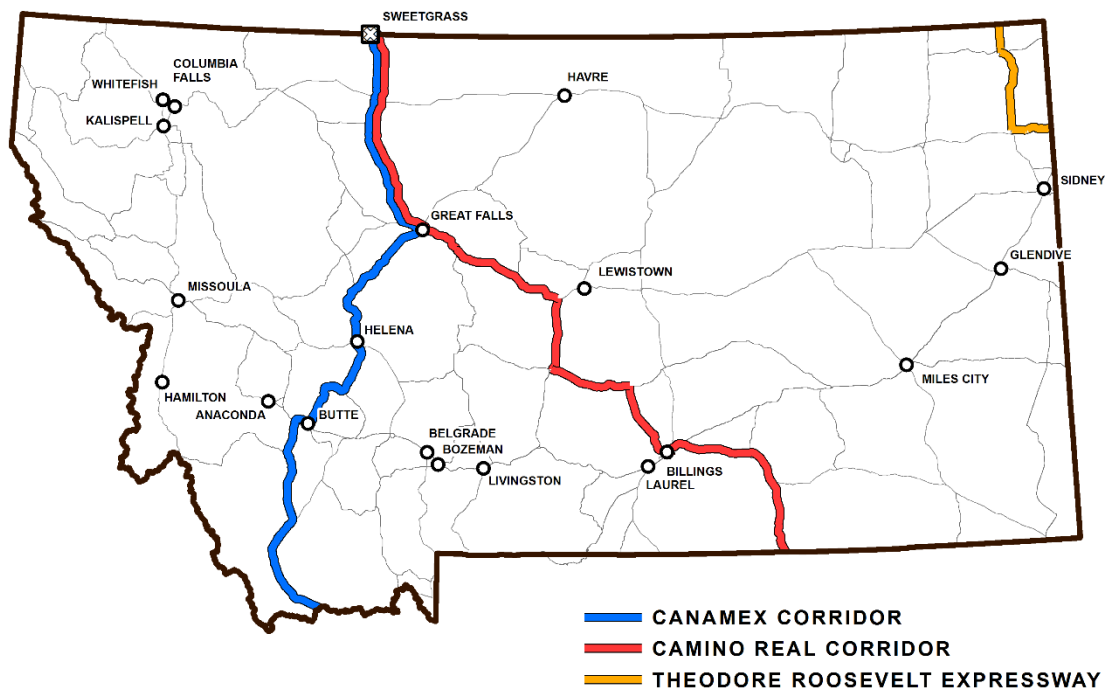 SWEETGRASS
COLUMBIA
FALLS
WHITEFISH
KALISPELL
HAVRE
SIDNEY
GREAT FALLS
GLENDIVE
LEWISTOWN
MISSOULA
HELENA
MILES CITY
HAMILTON
ANACONDA
BUTTE
BELGRADE
BOZEMAN
LIVINGSTON
BILLINGS
LAUREL
CANAMEX CORRIDOR
CAMINO REAL CORRIDOR
THEODORE ROOSEVELT EXPRESSWAY